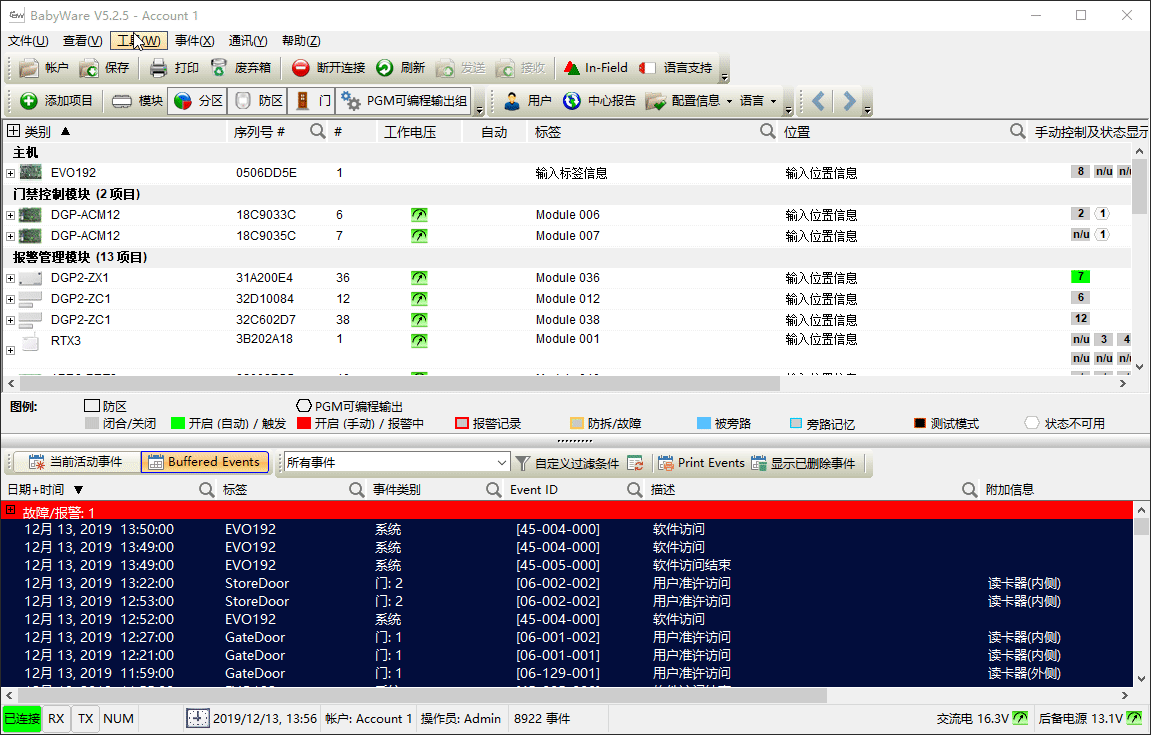 BabyWare V5.2.5 - Account 1
文件(U) 查看(V) 工具(W) 事件(X) 通讯(Y) 帮助(Z)
帐户 保存 打印 废弃箱 断开连接 刷新 发送 接收 In-Field 语言支持
添加项目 模块 分区 防区 门 PGM可编程输出组 用户 中心报告 配置信息 语言
类别 ▲ 序列号 # # 工作电压 自动 标签 位置 手动控制及状态显示
主机
EVO192 0506DD5E 1 输入标签信息 输入位置信息 8 n/u n/u
门禁控制模块 (2 项目)
DGP-ACM12 18C9033C 6 Module 006 输入位置信息 2 1
DGP-ACM12 18C9035C 7 Module 007 输入位置信息 n/u 1
报警管理模块 (13 项目)
DGP2-ZX1 31A200E4 36 Module 036 输入位置信息 7
DGP2-ZC1 32D10084 12 Module 012 输入位置信息 6
DGP2-ZC1 32C602D7 38 Module 038 输入位置信息 12
RTX3 3B202A18 1 Module 001 输入位置信息 n/u 3 4
n/u n/u n/u
图例: 防区 PGM可编程输出
闭合/关闭 开启 (自动) / 触发 开启 (手动) / 报警中 报警记录 防拆/故障 被旁路 旁路记忆 测试模式 状态不可用
当前活动事件 Buffered Events 所有事件 自定义过滤条件 Print Events 显示已删除事件
日期+时间 ▼ 标签 事件类别 Event ID 描述 附加信息
故障/报警: 1
12月 13, 2019 13:50:00 EVO192 系统 [45-004-000] 软件访问
12月 13, 2019 13:49:00 EVO192 系统 [45-004-000] 软件访问
12月 13, 2019 13:49:00 EVO192 系统 [45-005-000] 软件访问结束
12月 13, 2019 13:22:00 StoreDoor 门: 2 [06-002-002] 用户准许访问 读卡器(内侧)
12月 13, 2019 12:53:00 StoreDoor 门: 2 [06-002-002] 用户准许访问 读卡器(内侧)
12月 13, 2019 12:52:00 EVO192 系统 [45-004-000] 软件访问
12月 13, 2019 12:27:00 GateDoor 门: 1 [06-001-002] 用户准许访问 读卡器(内侧)
12月 13, 2019 12:21:00 GateDoor 门: 1 [06-001-001] 用户准许访问 读卡器(内侧)
12月 13, 2019 11:59:00 GateDoor 门: 1 [06-129-001] 用户准许访问 读卡器(外侧)
已连接 RX TX NUM 2019/12/13, 13:56 帐户: Account 1 操作员: Admin 8922 事件 交流电 16.3V 后备电源 13.1V